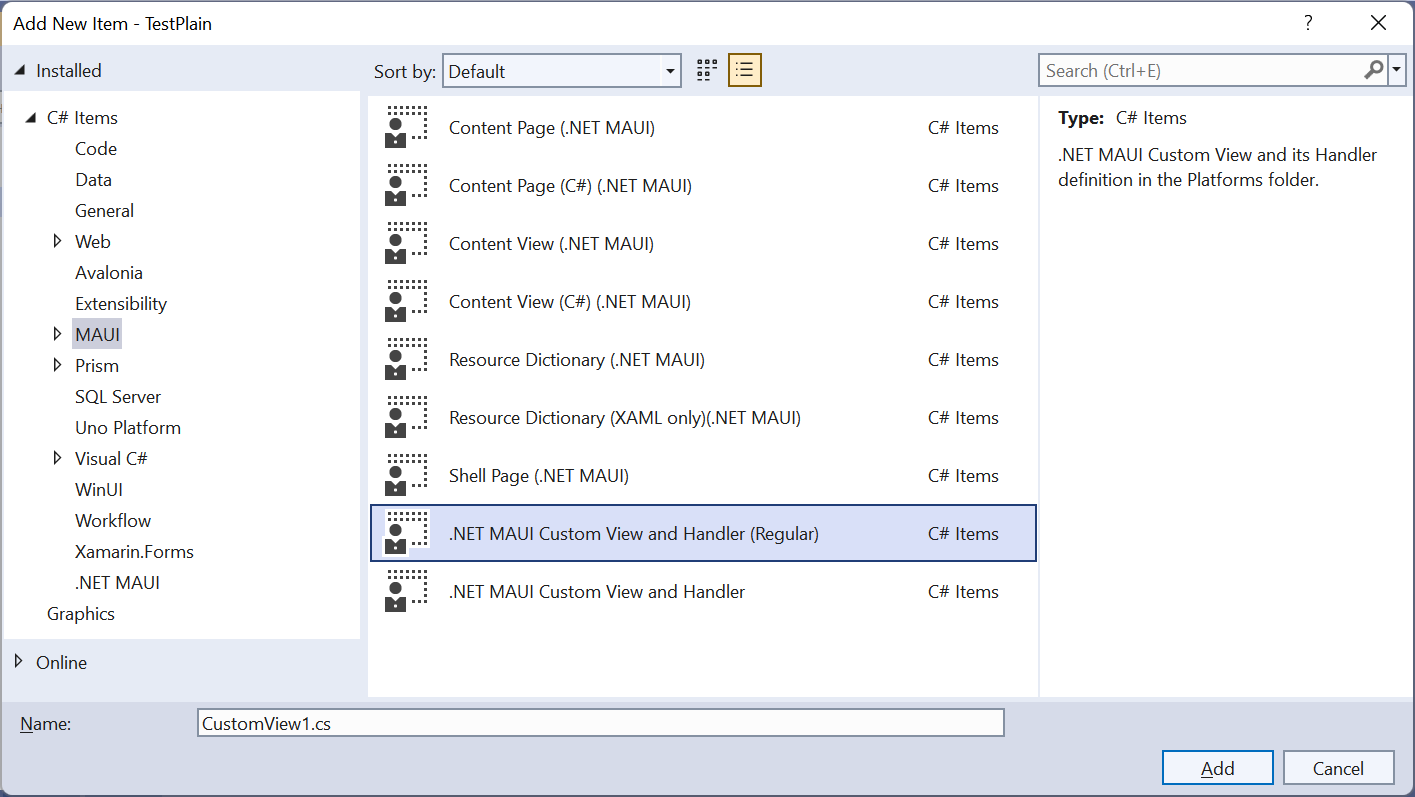 Add New Item - TestPlain
?
Installed
Sort by: Default
Search (Ctrl+E)
C# Items
Code
Data
General
Web
Avalonia
Extensibility
MAUI
Prism
SQL Server
Uno Platform
Visual C#
WinUI
Workflow
Xamarin.Forms
.NET MAUI
Graphics
Online
Content Page (.NET MAUI) C# Items
Content Page (C#) (.NET MAUI) C# Items
Content View (.NET MAUI) C# Items
Content View (C#) (.NET MAUI) C# Items
Resource Dictionary (.NET MAUI) C# Items
Resource Dictionary (XAML only)(.NET MAUI) C# Items
Shell Page (.NET MAUI) C# Items
.NET MAUI Custom View and Handler (Regular) C# Items
.NET MAUI Custom View and Handler C# Items
Type: C# Items
.NET MAUI Custom View and its Handler
definition in the Platforms folder.
Name: CustomView1.cs
Add Cancel